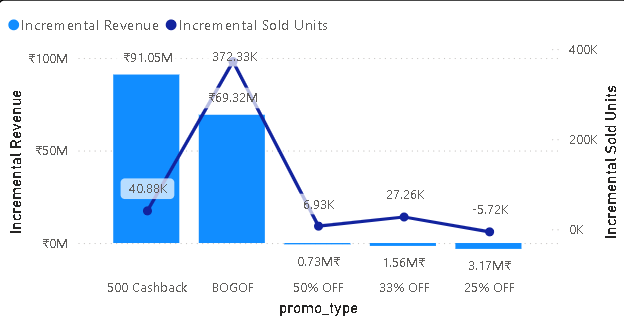 Incremental Revenue Incremental Sold Units
₹100M
₹50M
₹0M
Incremental Revenue
₹91.05M
372.33K
₹69.32M
40.88K
6.93K
27.26K
-5.72K
0.73M₹
1.56M₹
3.17M₹
400K
200K
0K
Incremental Sold Units
500 Cashback BOGOF 50% OFF 33% OFF 25% OFF
promo_type